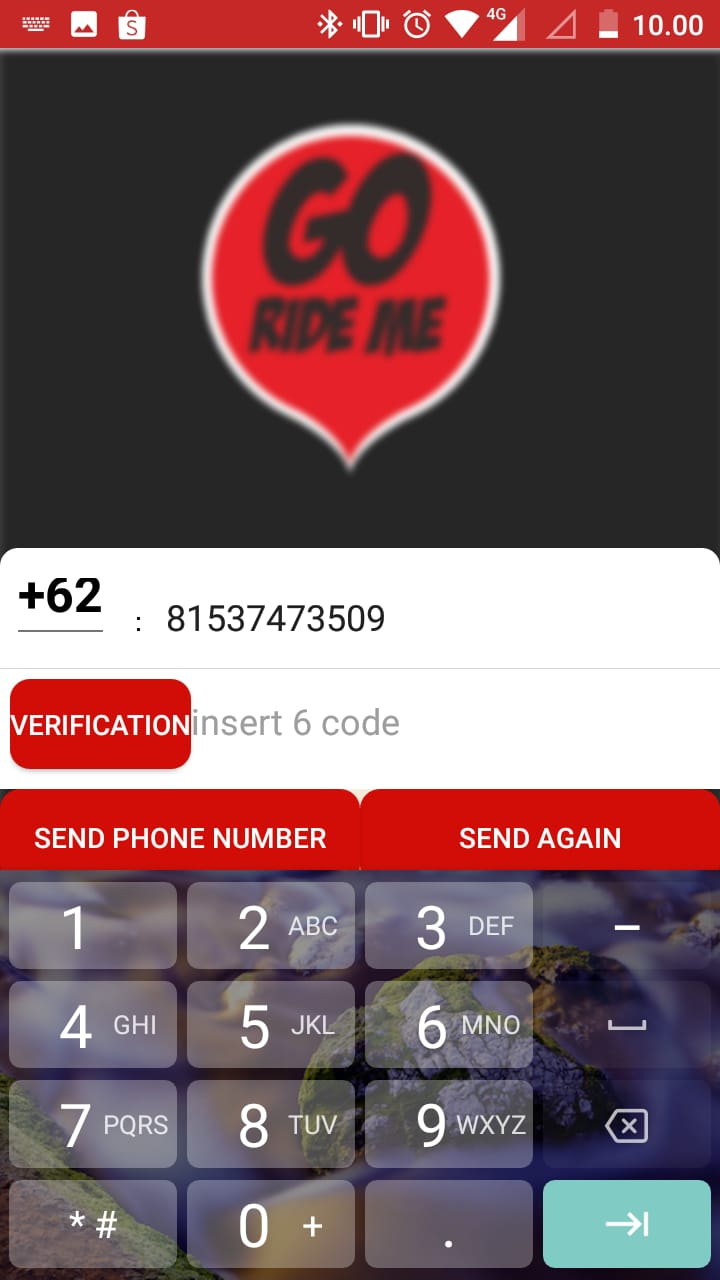 4G 10.00
GO
RIDE ME
+62 : 81537473509
VERIFICATION insert 6 code
SEND PHONE NUMBER SEND AGAIN
1 2 ABC 3 DEF –
4 GHI 5 JKL 6 MNO
7 PQRS 8 TUV 9 WXYZ
* # 0 + .